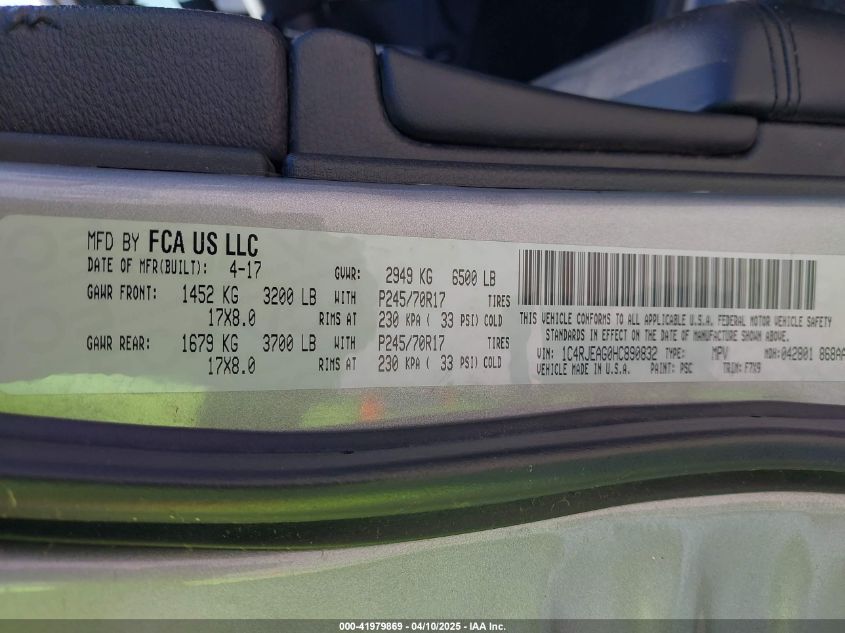 MFD BY FCA US LLC
DATE OF MFR(BUILT): 4-17 GVWR: 2949 KG 6500 LB
GAWR FRONT: 1452 KG 3200 LB WITH P245/70R17 TIRES
17X8.0 RIMS AT 230 KPA ( 33 PSI) COLD
GAWR REAR: 1679 KG 3700 LB WITH P245/70R17 TIRES
17X8.0 RIMS AT 230 KPA ( 33 PSI) COLD
THIS VEHICLE CONFORMS TO ALL APPLICABLE U.S.A. FEDERAL MOTOR VEHICLE SAFETY
STANDARDS IN EFFECT ON THE DATE OF MANUFACTURE SHOWN ABOVE.
VIN: 1C4RJEAG0HC890832 TYPE: MPV MDH:042801 868AA
VEHICLE MADE IN U.S.A. PAINT: PSC TRIM: F7X9
000-41979869 - 04/10/2025 - IAA Inc.